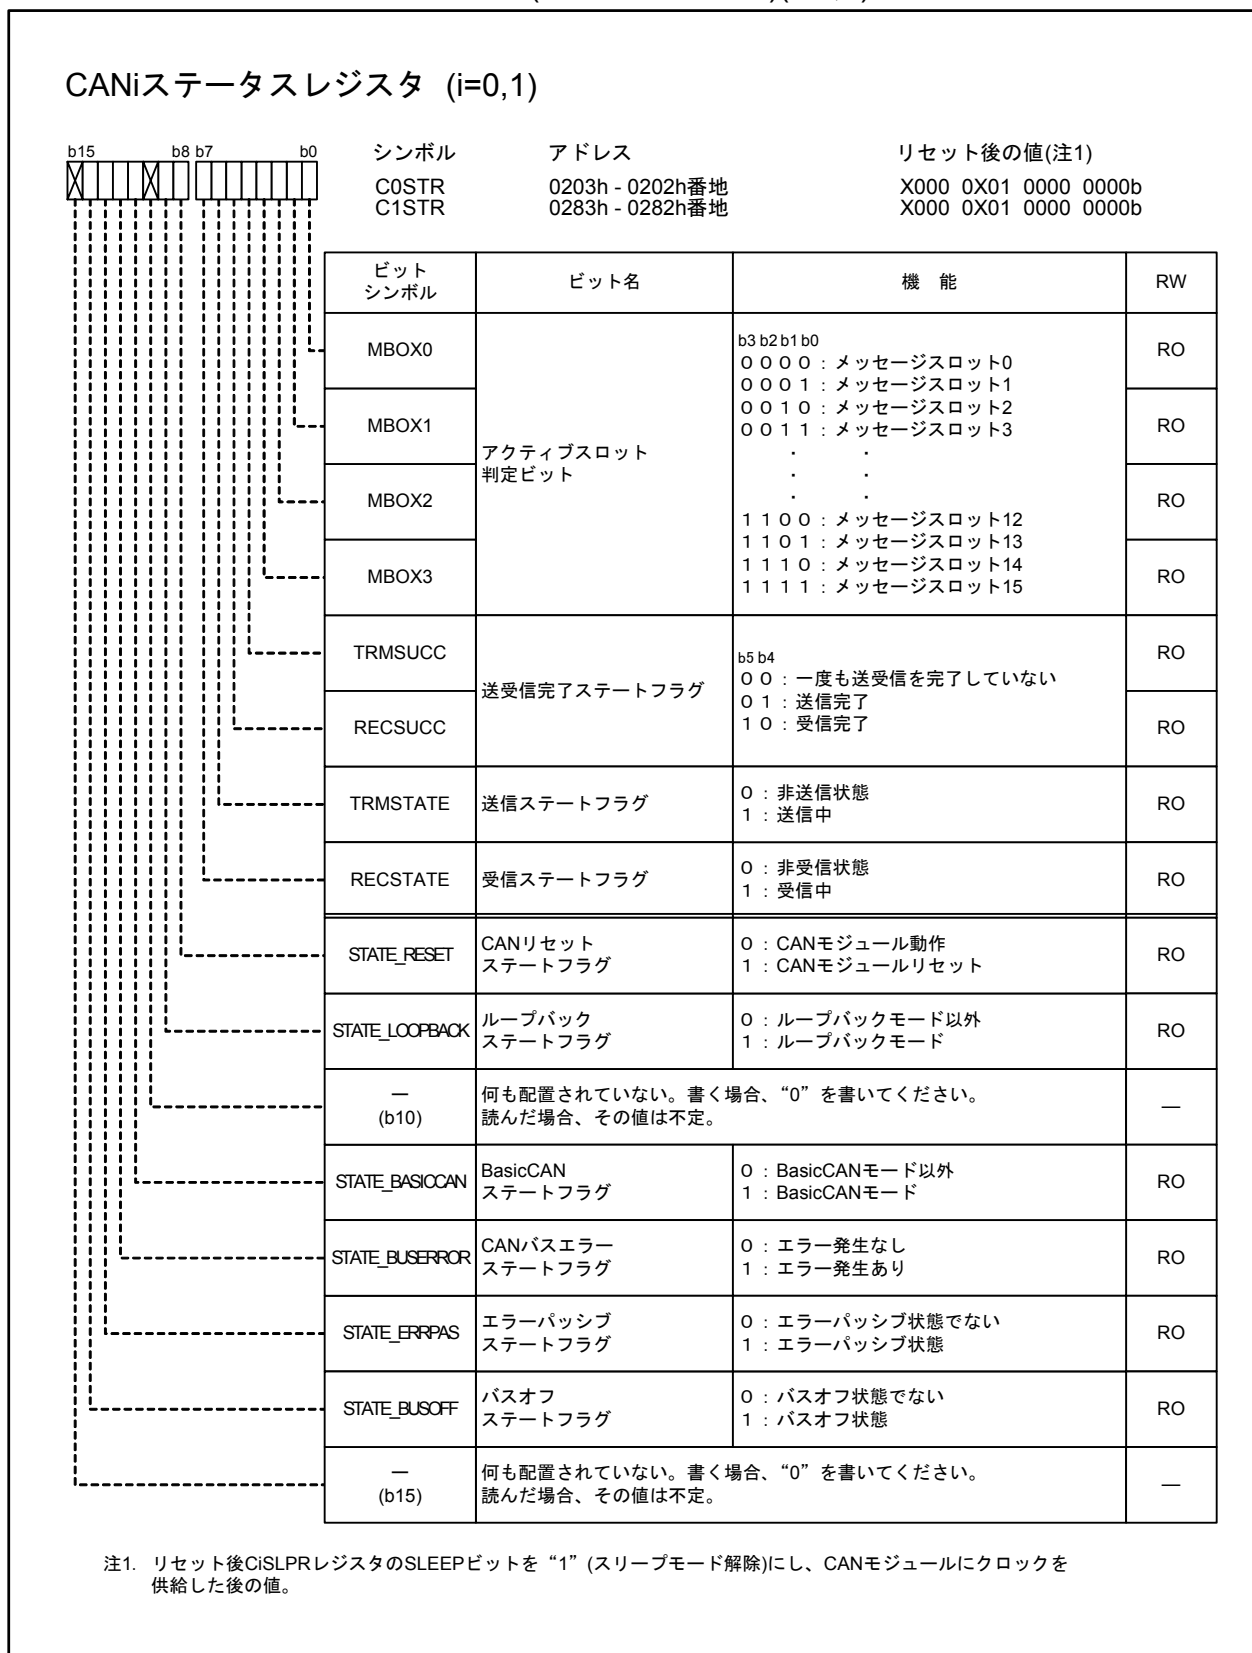 CANiステータスレジスタ (i=0,1)
b15 b8 b7 b0
シンボル アドレス リセット後の値(注1)
C0STR 0203h - 0202h番地 X000 0X01 0000 0000b
C1STR 0283h - 0282h番地 X000 0X01 0000 0000b
ビット
シンボル
ビット名
機 能
RW
MBOX0
MBOX1
MBOX2
MBOX3
アクティブスロット
判定ビット
b3 b2 b1 b0
0 0 0 0 : メッセージスロット0
0 0 0 1 : メッセージスロット1
0 0 1 0 : メッセージスロット2
0 0 1 1 : メッセージスロット3
・ ・
・ ・
・ ・
1 1 0 0 : メッセージスロット12
1 1 0 1 : メッセージスロット13
1 1 1 0 : メッセージスロット14
1 1 1 1 : メッセージスロット15
RO
RO
RO
RO
TRMSUCC
RECSUCC
送受信完了ステートフラグ
b5 b4
0 0 : 一度も送受信を完了していない
0 1 : 送信完了
1 0 : 受信完了
RO
RO
TRMSTATE
送信ステートフラグ
0 : 非送信状態
1 : 送信中
RO
RECSTATE
受信ステートフラグ
0 : 非受信状態
1 : 受信中
RO
STATE_RESET
CANリセット
ステートフラグ
0 : CANモジュール動作
1 : CANモジュールリセット
RO
STATE_LOOPBACK
ループバック
ステートフラグ
0 : ループバックモード以外
1 : ループバックモード
RO
—
(b10)
何も配置されていない。書く場合、“0”を書いてください。
読んだ場合、その値は不定。
—
STATE_BASICCAN
BasicCAN
ステートフラグ
0 : BasicCANモード以外
1 : BasicCANモード
RO
STATE_BUSERROR
CANバスエラー
ステートフラグ
0 : エラー発生なし
1 : エラー発生あり
RO
STATE_ERRPAS
エラーパッシブ
ステートフラグ
0 : エラーパッシブ状態でない
1 : エラーパッシブ状態
RO
STATE_BUSOFF
バスオフ
ステートフラグ
0 : バスオフ状態でない
1 : バスオフ状態
RO
—
(b15)
何も配置されていない。書く場合、“0”を書いてください。
読んだ場合、その値は不定。
—
注1. リセット後CiSLPRレジスタのSLEEPビットを“1”(スリープモード解除)にし、CANモジュールにクロックを
供給した後の値。